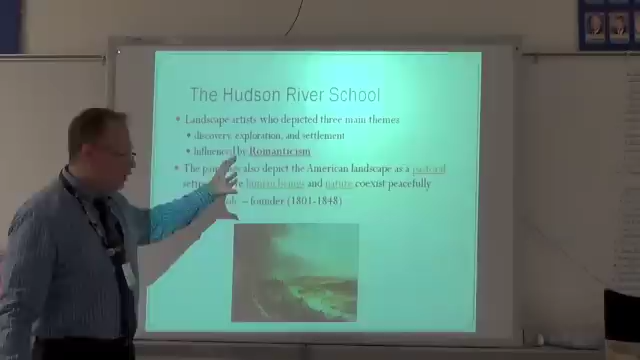 The Hudson River School
Landscape artists who depicted three main themes
discovery, exploration, and settlement
Influenced by Romanticism
The also depict the American landscape as a pastoral
human beings and nature coexist peacefully
– founder (1801-1848)